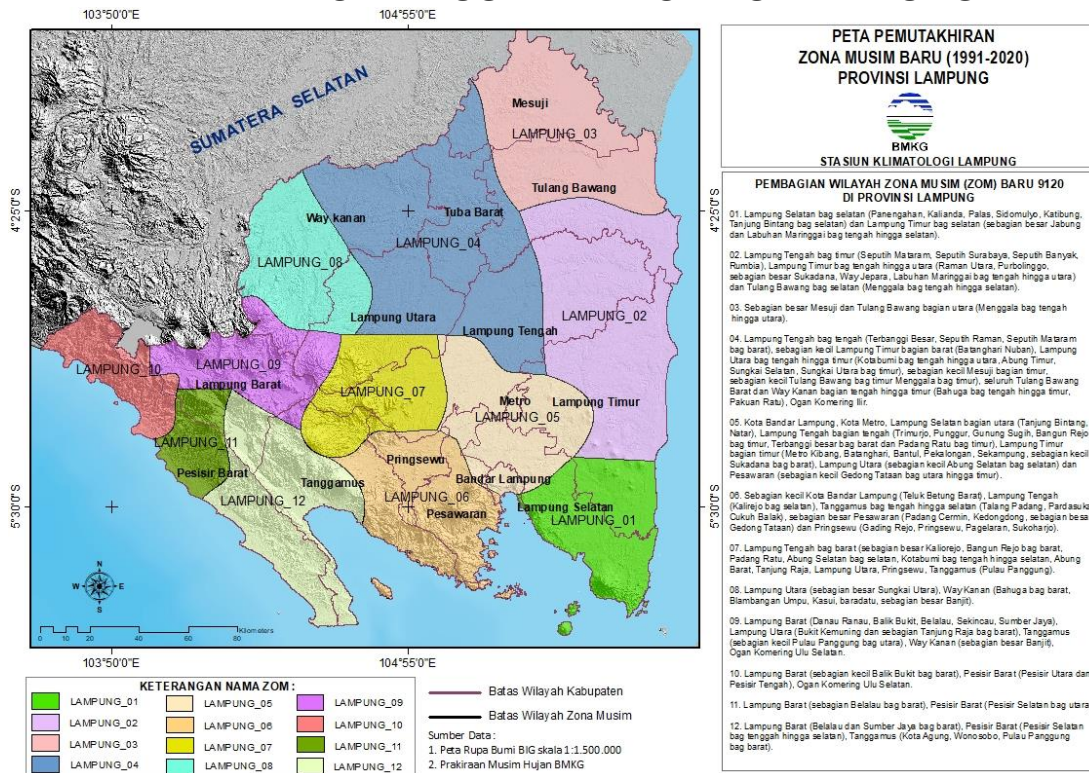 103°50'0"E
104°55'0"E
PETA PEMUTAKHIRAN
ZONA MUSIM BARU (1991-2020)
PROVINSI LAMPUNG
BMKG
STASIUN KLIMATOLOGI LAMPUNG
SUMATERA SELATAN
Mesuji
LAMPUNG_03
Tulang Bawang
4°25'0"S
4°25'0"S
Way kanan
Tuba Barat
LAMPUNG_04
LAMPUNG_08
LAMPUNG_02
Lampung Utara
Lampung Tengah
LAMPUNG_10
LAMPUNG_09
Lampung Barat
LAMPUNG_07
Metro
Lampung Timur
LAMPUNG_05
LAMPUNG_11
Pesisir Barat
Pringsewu
Tanggamus
Bandar Lampung
LAMPUNG_12
LAMPUNG_06
Pesawaran
Lampung Selatan
LAMPUNG_01
5°30'0"S
5°30'0"S
N
W E
S
0 10 20 40 60 80
Kilometers
103°50'0"E
104°55'0"E
PEMBAGIAN WILAYAH ZONA MUSIM (ZOM) BARU 9120
DI PROVINSI LAMPUNG
01. Lampung Selatan bag selatan (Panengahan, Kalianda, Palas, Sidomulyo, Katibung,
Tanjung Bintang bag selatan) dan Lampung Timur bag selatan (sebagian besar Jabung
dan Labuhan Maringgai bag tengah hingga selatan).
02. Lampung Tengah bag timur (Seputih Mataram, Seputih Surabaya, Seputih Banyak,
Rumbia), Lampung Timur bag tengah hingga utara (Raman Utara, Purbolinggo,
sebagian besar Sukadana, Way Jepara, Labuhan Maringgai bag tengah hingga utara)
dan Tulang Bawang bag selatan (Menggala bag tengah hingga selatan).
03. Sebagian besar Mesuji dan Tulang Bawang bagian utara (Menggala bag tengah
hingga utara).
04. Lampung Tengah bag tengah (Terbanggi Besar, Seputih Raman, Seputih Mataram
bag barat), sebagian kecil Lampung Timur bagian barat (Batanghari Nuban), Lampung
Utara bag tengah hingga timur (Kotabumi bag tengah hingga utara, Abung Timur,
Sungkai Selatan, Sungkai Utara bag timur), sebagian kecil Mesuji bagian timur,
sebagian kecil Tulang Bawang bag timur Menggala bag timur), seluruh Tulang Bawang
Barat dan Way Kanan bagian tengah hingga timur (Bahuga bag tengah hingga timur,
Pakuan Ratu), Ogan Komering Ilir.
05. Kota Bandar Lampung, Kota Metro, Lampung Selatan bagian utara (Tanjung Bintang,
Natar), Lampung Tengah bagian tengah (Trimurjo, Punggur, Gunung Sugih, Bangun Rejo
bag timur, Terbanggi besar bag barat dan Padang Ratu bag timur), Lampung Timur
bagian timur (Metro Kibang, Batanghari, Bantul, Pekalongan, Sekampung, sebagian kecil
Sukadana bag barat), Lampung Utara (sebagian kecil Abung Selatan bag selatan) dan
Pesawaran (sebagian kecil Gedong Tataan bag utara hingga timur).
06. Sebagian kecil Kota Bandar Lampung (Teluk Betung Barat), Lampung Tengah
(Kalirejo bag selatan), Tanggamus bag tengah hingga selatan (Talang Padang, Pardasuka,
Cukuh Balak), sebagian besar Pesawaran (Padang Cermin, Kedongdong, sebagian besar
Gedong Tataan) dan Pringsewu (Gading Rejo, Pringsewu, Pagelaran, Sukoharjo).
07. Lampung Tengah bag barat (sebagian besar Kaliorejo, Bangun Rejo bag barat,
Padang Ratu, Abung Selatan bag selatan, Kotabumi bag tengah hingga selatan, Abung
Barat, Tanjung Raja, Lampung Utara, Pringsewu, Tanggamus (Pulau Panggung).
08. Lampung Utara (sebagian besar Sungkai Utara), Way Kanan (Bahuga bag barat,
Blambangan Umpu, Kasui, baradatu, sebagian besar Banjit).
09. Lampung Barat (Danau Ranau, Balik Bukit, Belalau, Sekincau, Sumber Jaya),
Lampung Utara (Bukit Kemuning dan sebagian Tanjung Raja bag barat), Tanggamus
(sebagian kecil Pulau Panggung bag utara), Way Kanan (sebagian besar Banjit),
Ogan Komering Ulu Selatan.
10. Lampung Barat (sebagian kecil Balik Bukit bag barat), Pesisir Barat (Pesisir Utara dan
Pesisir Tengah), Ogan Komering Ulu Selatan.
11. Lampung Barat (sebagian Belalau bag barat), Pesisir Barat (Pesisir Selatan bag utara)
12. Lampung Barat (Belalau dan Sumber Jaya bag barat), Pesisir Barat (Pesisir Selatan
bag tenggah hingga selatan), Tanggamus (Kota Agung, Wonosobo, Pulau Panggung
bag barat).
KETERANGAN NAMA ZOM :
LAMPUNG_01
LAMPUNG_02
LAMPUNG_03
LAMPUNG_04
LAMPUNG_05
LAMPUNG_06
LAMPUNG_07
LAMPUNG_08
LAMPUNG_09
LAMPUNG_10
LAMPUNG_11
LAMPUNG_12
Batas Wilayah Kabupaten
Batas Wilayah Zona Musim
Sumber Data :
1. Peta Rupa Bumi BIG skala 1:1.500.000
2. Prakiraan Musim Hujan BMKG